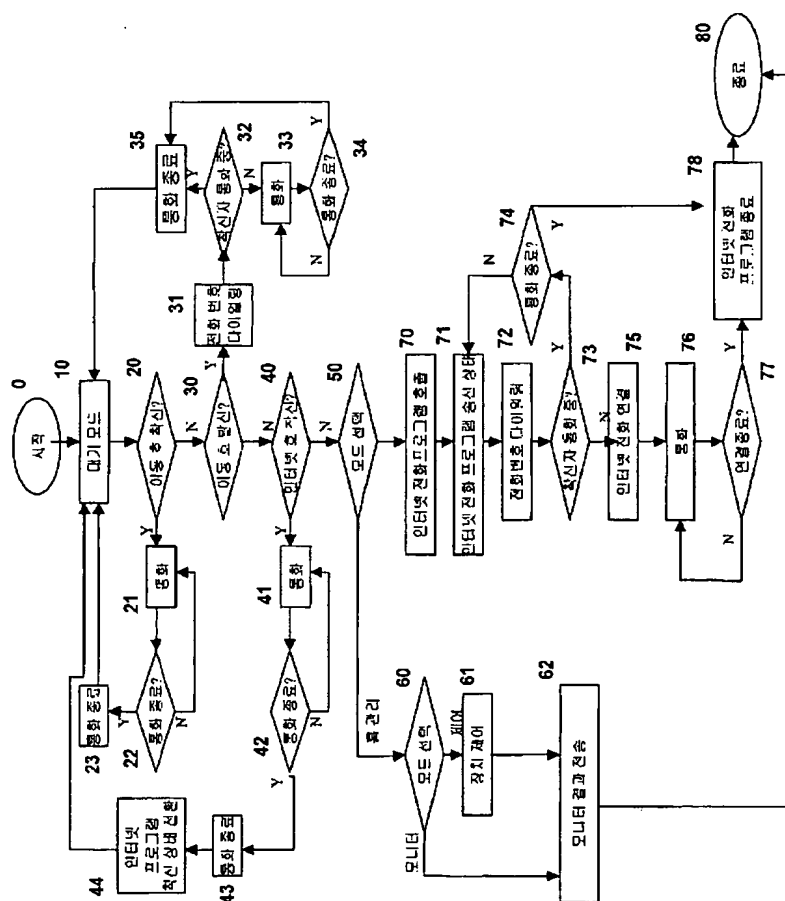 0
시작
10
대기 모드
20
이동 호 착신?
Y
N
21
통화
22
통화 종료?
Y
N
23
통화 종료
30
이동 호 발신?
Y
N
31
전화 번호
다이얼링
32
착신자 통화 중?
Y
N
33
통화
34
통화 종료?
Y
N
35
통화 종료
40
인터넷 호 착신?
Y
N
41
통화
42
통화 종료?
Y
N
43
통화 종료
44
인터넷
프로그램
착신 상태 전환
50
모드 선택
홈 관리
60
모드 선택
모니터
제어
61
장치 제어
62
모니터 결과 전송
70
인터넷 전화프로그램 호출
71
인터넷 전화 프로그램 송신 상태
72
전화번호 다이얼링
73
착신자 통화 중?
Y
N
74
통화 종료?
N
Y
75
인터넷 전화 연결
76
통화
77
연결종료?
N
Y
78
인터넷 전화
프로그램 종료
80
종료